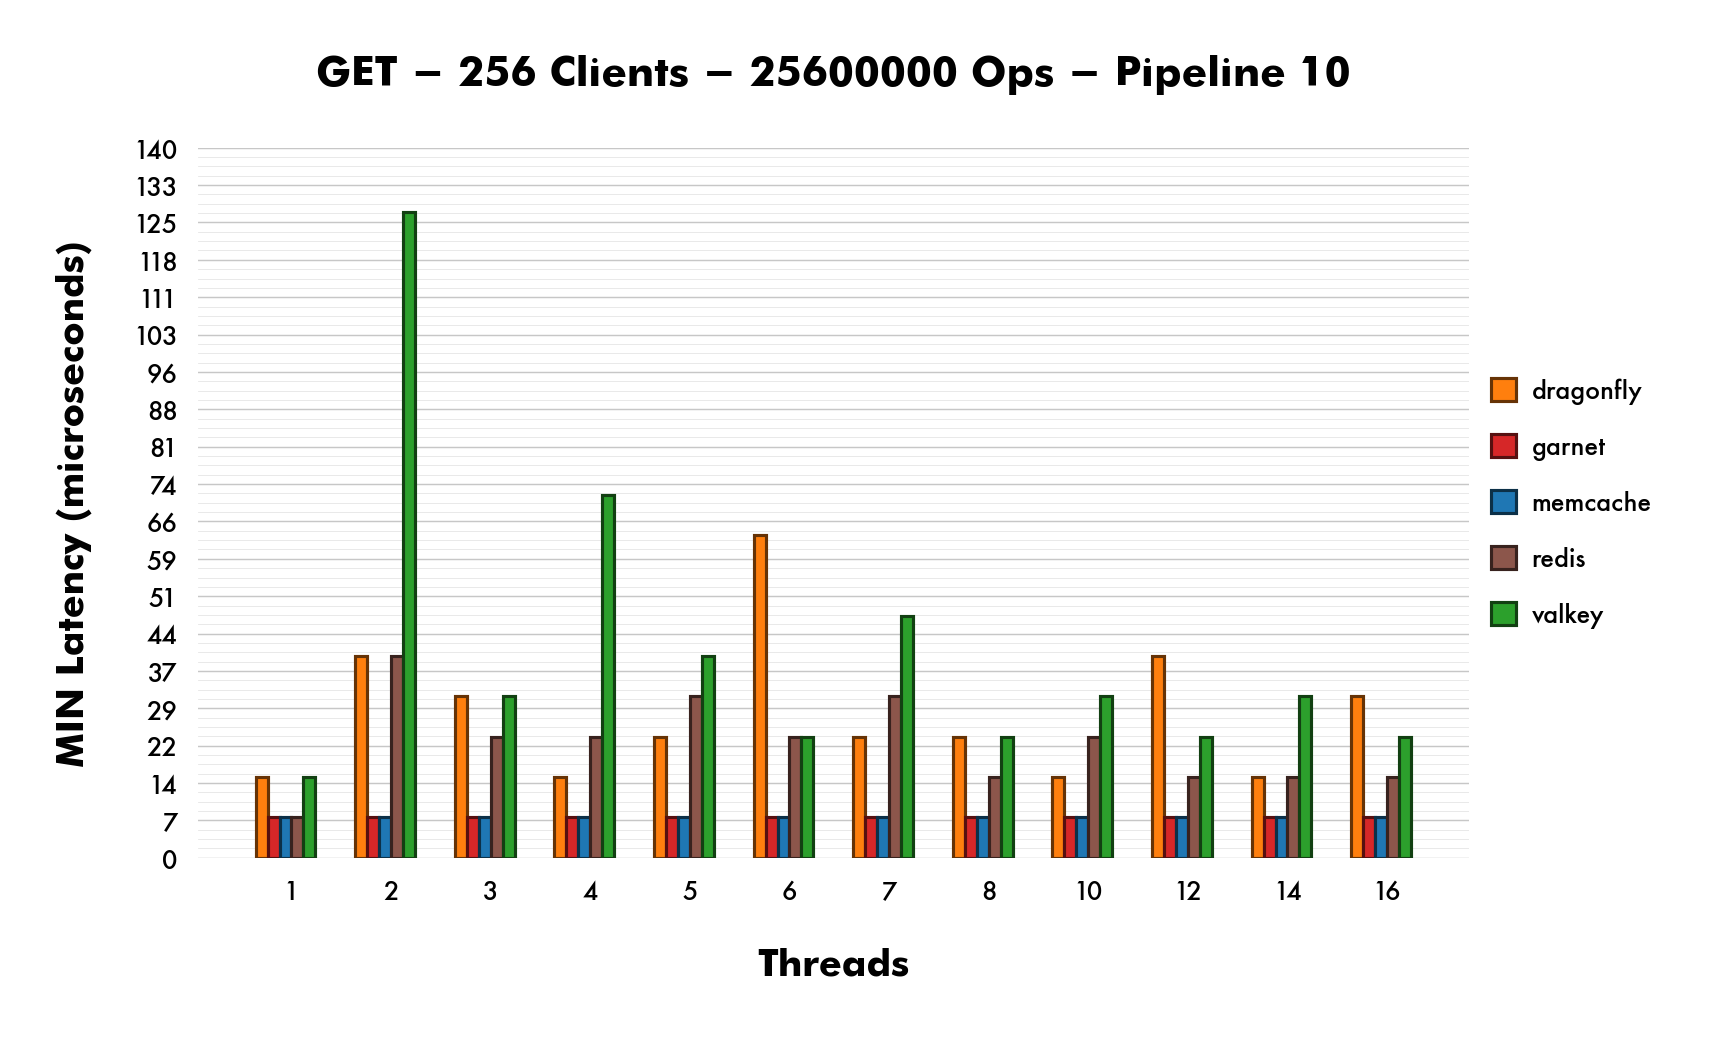 GET – 256 Clients – 25600000 Ops – Pipeline 10
MIN Latency (microseconds)
140
133
125
118
111
103
96
88
81
74
66
59
51
44
37
29
22
14
7
0
1 2 3 4 5 6 7 8 10 12 14 16
Threads
dragonfly
garnet
memcache
redis
valkey